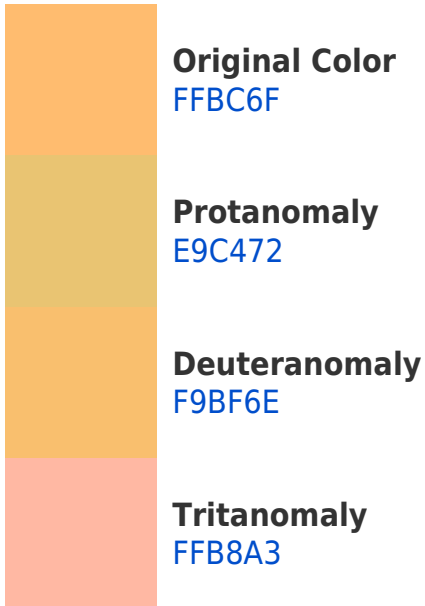 Original Color
FFBC6F
Protanomaly
E9C472
Deuteranomaly
F9BF6E
Tritanomaly
FFB8A3